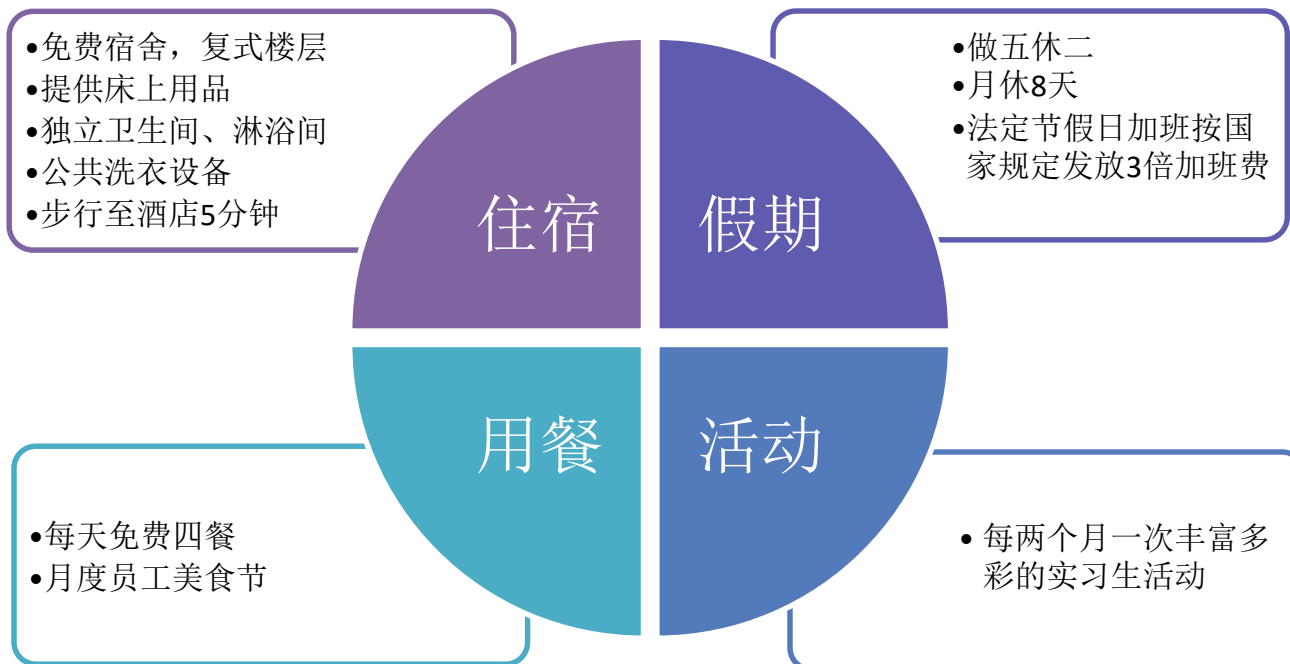 •免费宿舍，复式楼层
•提供床上用品
•独立卫生间、淋浴间
•公共洗衣设备
•步行至酒店5分钟
住宿
•做五休二
•月休8天
•法定节假日加班按国
家规定发放3倍加班费
假期
用餐
•每天免费四餐
•月度员工美食节
活动
• 每两个月一次丰富多
彩的实习生活动